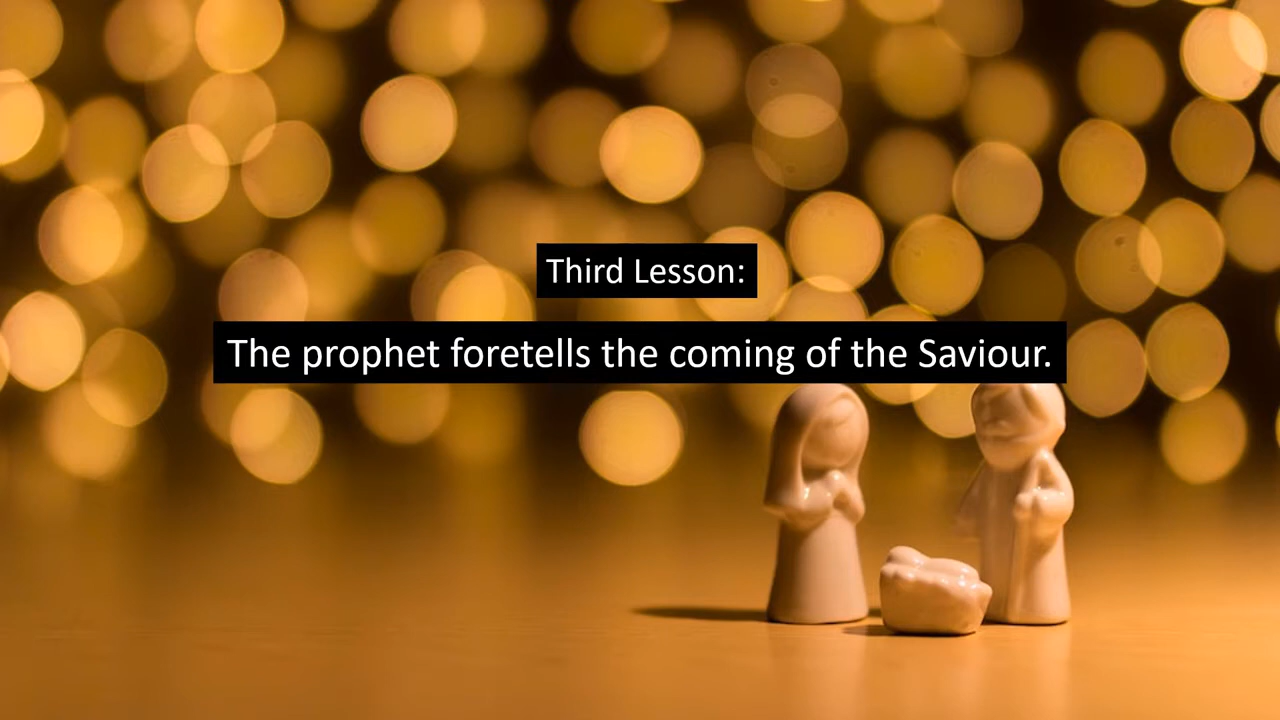 Third Lesson:
The prophet foretells the coming of the Saviour.